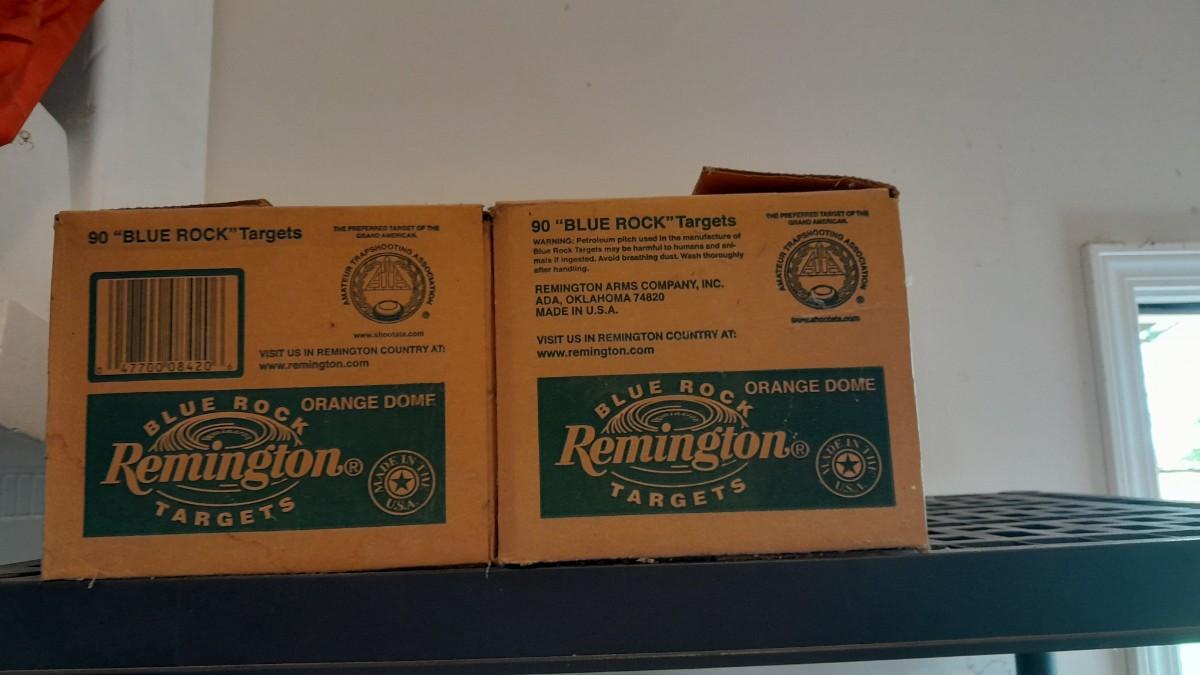 90 "BLUE ROCK" Targets
THE PREFERRED TARGET OF THE
GRAND AMERICAN.
AMATEUR TRAPSHOOTING ASSOCIATION
www.shootata.com
0 47700 08420 6
VISIT US IN REMINGTON COUNTRY AT:
www.remington.com
BLUE ROCK
ORANGE DOME
Remington®
TARGETS
MADE IN THE
U.S.A.
90 "BLUE ROCK" Targets
WARNING: Petroleum pitch used in the manufacture of
Blue Rock Targets may be harmful to humans and ani-
mals if ingested. Avoid breathing dust. Wash thoroughly
after handling.
THE PREFERRED TARGET OF THE
GRAND AMERICAN.
AMATEUR TRAPSHOOTING ASSOCIATION
www.shootata.com
REMINGTON ARMS COMPANY, INC.
ADA, OKLAHOMA 74820
MADE IN U.S.A.
VISIT US IN REMINGTON COUNTRY AT:
www.remington.com
BLUE ROCK
ORANGE DOME
Remington®
TARGETS
MADE IN THE
U.S.A.